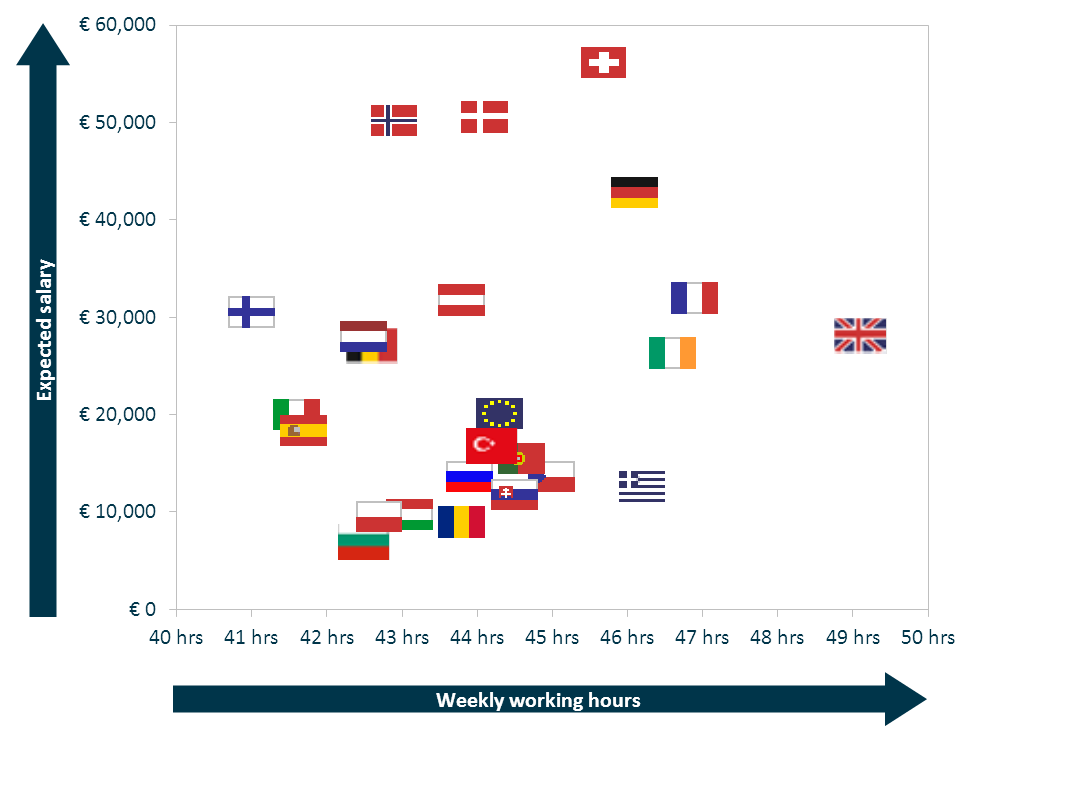 € 60,000
€ 50,000
€ 40,000
€ 30,000
€ 20,000
€ 10,000
€ 0
Expected salary
40 hrs 41 hrs 42 hrs 43 hrs 44 hrs 45 hrs 46 hrs 47 hrs 48 hrs 49 hrs 50 hrs
Weekly working hours